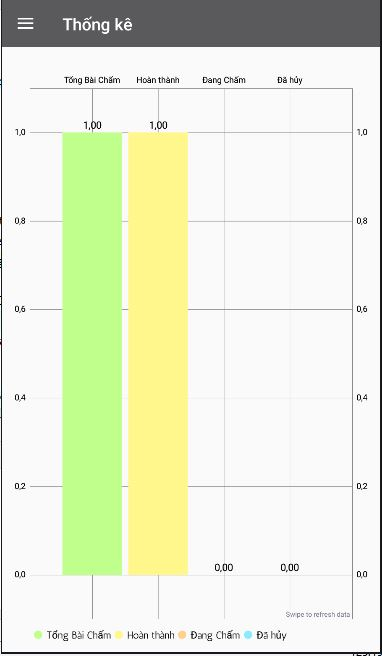 Thống kê
Tổng Bài Chấm Hoàn thành Đang Chấm Đã hủy
1,00 1,00
1,0 1,0
0,8 0,8
0,6 0,6
0,4 0,4
0,2 0,2
0,00 0,00
0,0 0,0
Swipe to refresh data
Tổng Bài Chấm Hoàn thành Đang Chấm Đã hủy